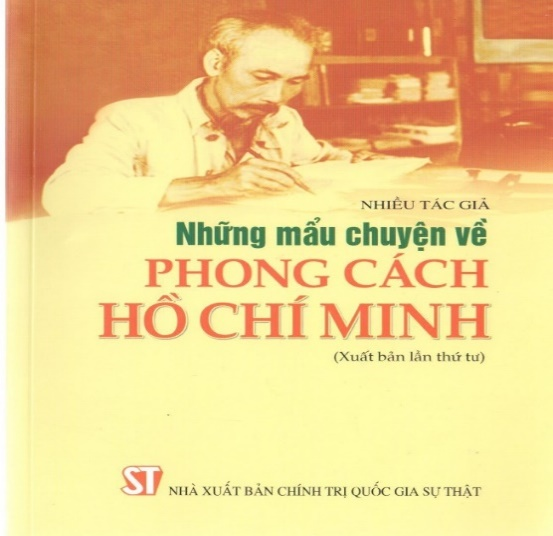 NHIỀU TÁC GIẢ
Những mẩu chuyện về
PHONG CÁCH
HỒ CHÍ MINH
(Xuất bản lần thứ tư)
ST NHÀ XUẤT BẢN CHÍNH TRỊ QUỐC GIA SỰ THẬT